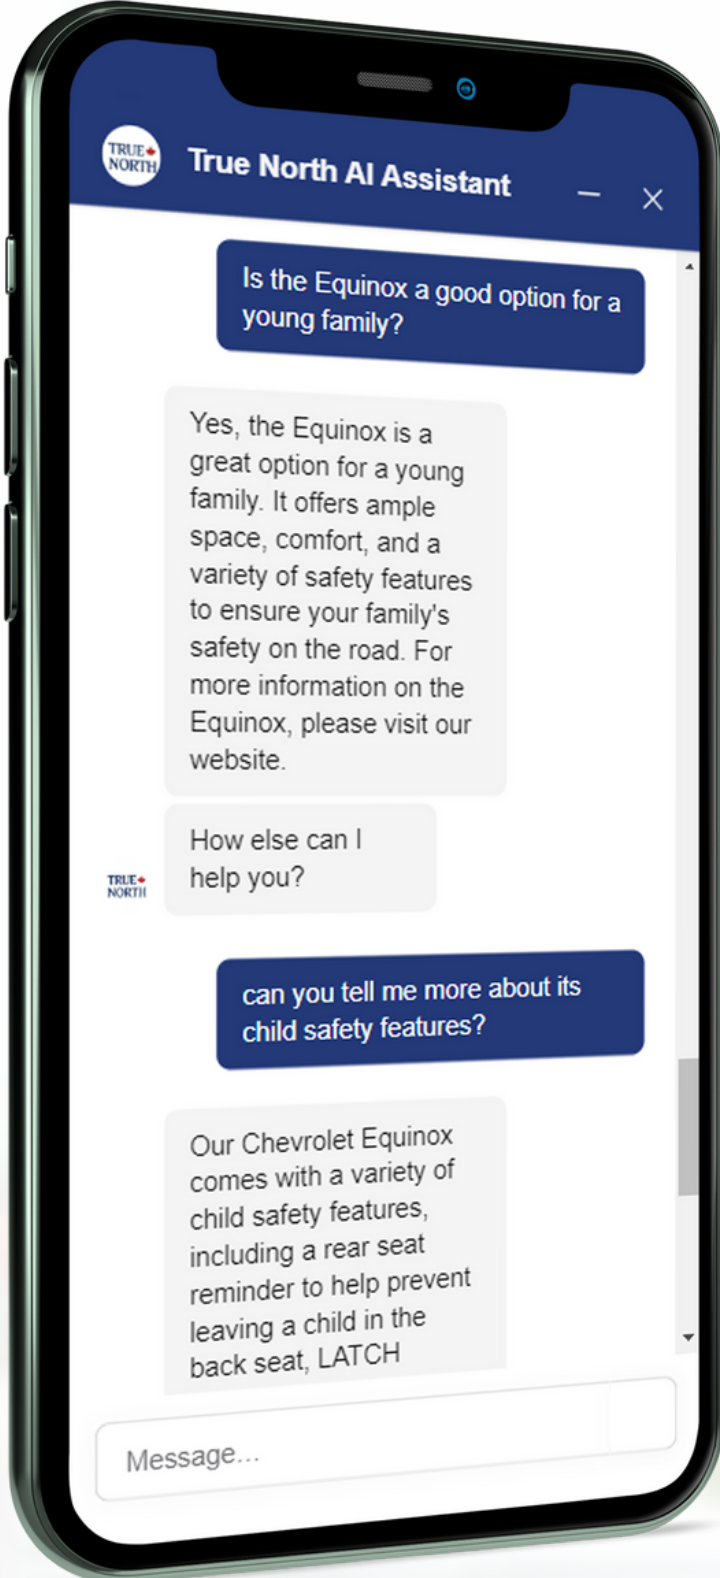 TRUE
NORTH
True North AI Assistant
Is the Equinox a good option for a
young family?
Yes, the Equinox is a
great option for a young
family. It offers ample
space, comfort, and a
variety of safety features
to ensure your family's
safety on the road. For
more information on the
Equinox, please visit our
website.
How else can I
help you?
TRUE
NORTH
can you tell me more about its
child safety features?
Our Chevrolet Equinox
comes with a variety of
child safety features,
including a rear seat
reminder to help prevent
leaving a child in the
back seat, LATCH
Message...